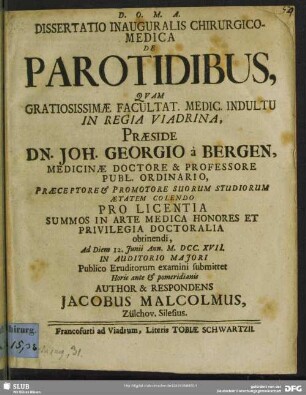 D. O. M. A.
DISSERTATIO INAUGURALIS CHIRURGICO-
MEDICA
DE
PAROTIDIBUS,
QVAM
GRATIOSISSIMÆ FACULTAT. MEDIC. INDULTU
IN REGIA VIADRINA,
PRÆSIDE
DN. JOH. GEORGIO à BERGEN,
MEDICINÆ DOCTORE & PROFESSORE
PUBL. ORDINARIO,
PRÆCEPTORE & PROMOTORE SUORUM STUDIORUM
ÆTATEM COLENDO
PRO LICENTIA
SUMMOS IN ARTE MEDICA HONORES ET
PRIVILEGIA DOCTORALIA
obtinendi,
Ad Diem 12. Junii Ann. M. DCC. XVII.
IN AUDITORIO MAJORI
Publico Eruditorum examini submittet
Horis ante & pomeridianis
AUTHOR & RESPONDENS
JACOBUS MALCOLMUS,
Züllchov. Silesius.
Francofurti ad Viadrum, Literis TOBIÆ SCHWARTZII.
SLUB